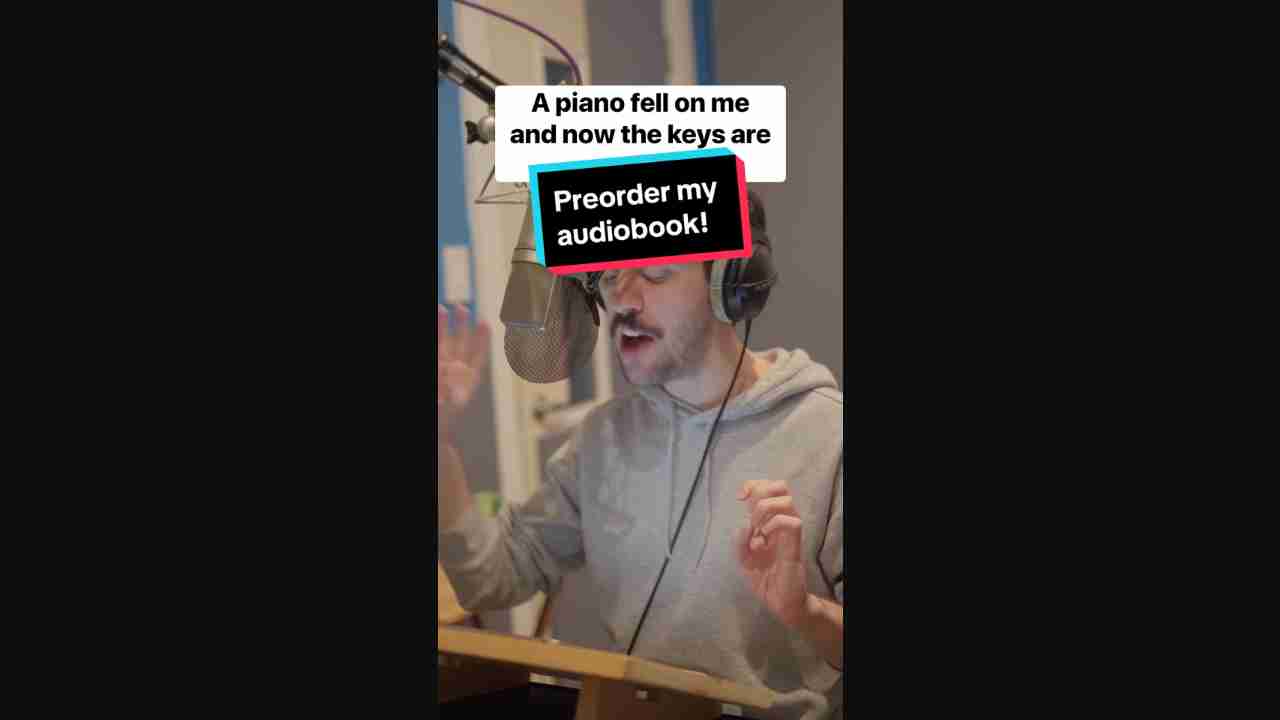 A piano fell on me
and now the keys are
Preorder my
audiobook!